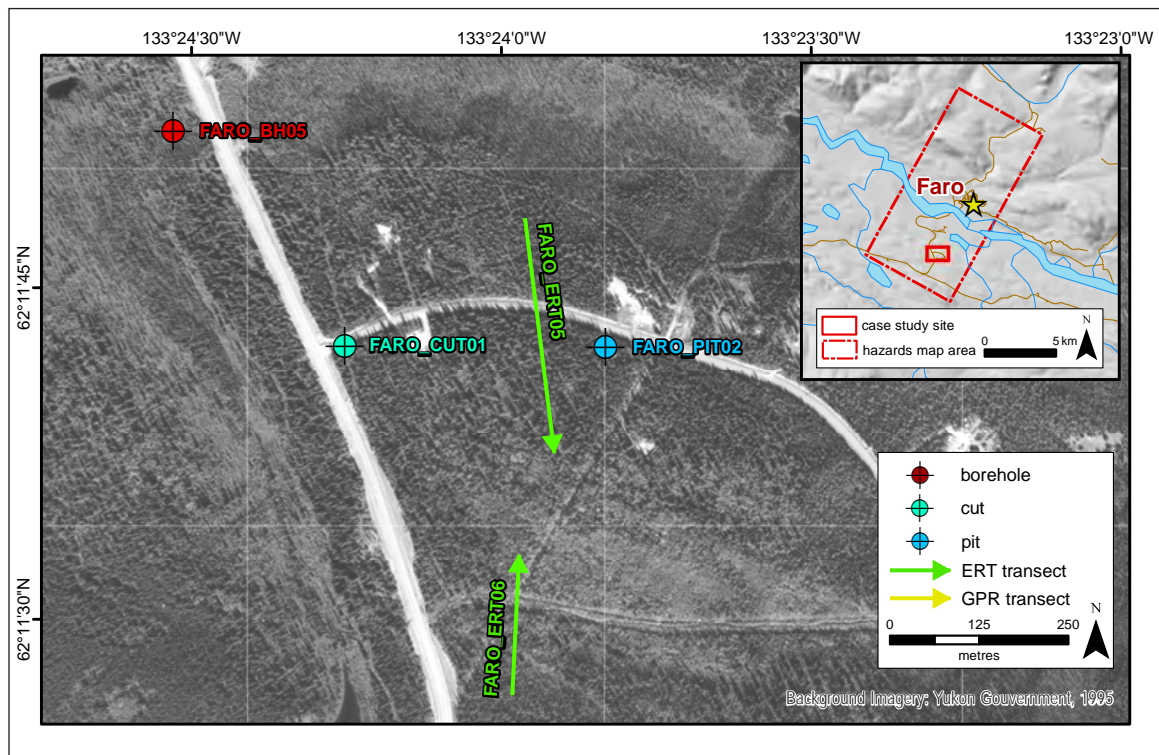 133°24'30"W
133°24'0"W
133°23'30"W
133°23'0"W
62°11'45"N
62°11'30"N
FARO_BH05
FARO_ERT05
FARO_CUT01
FARO_PIT02
FARO_ERT06
Faro
case study site
hazards map area
0 5 km
N
borehole
cut
pit
ERT transect
GPR transect
N
0 125 250
metres
Background Imagery: Yukon Gouvernment, 1995